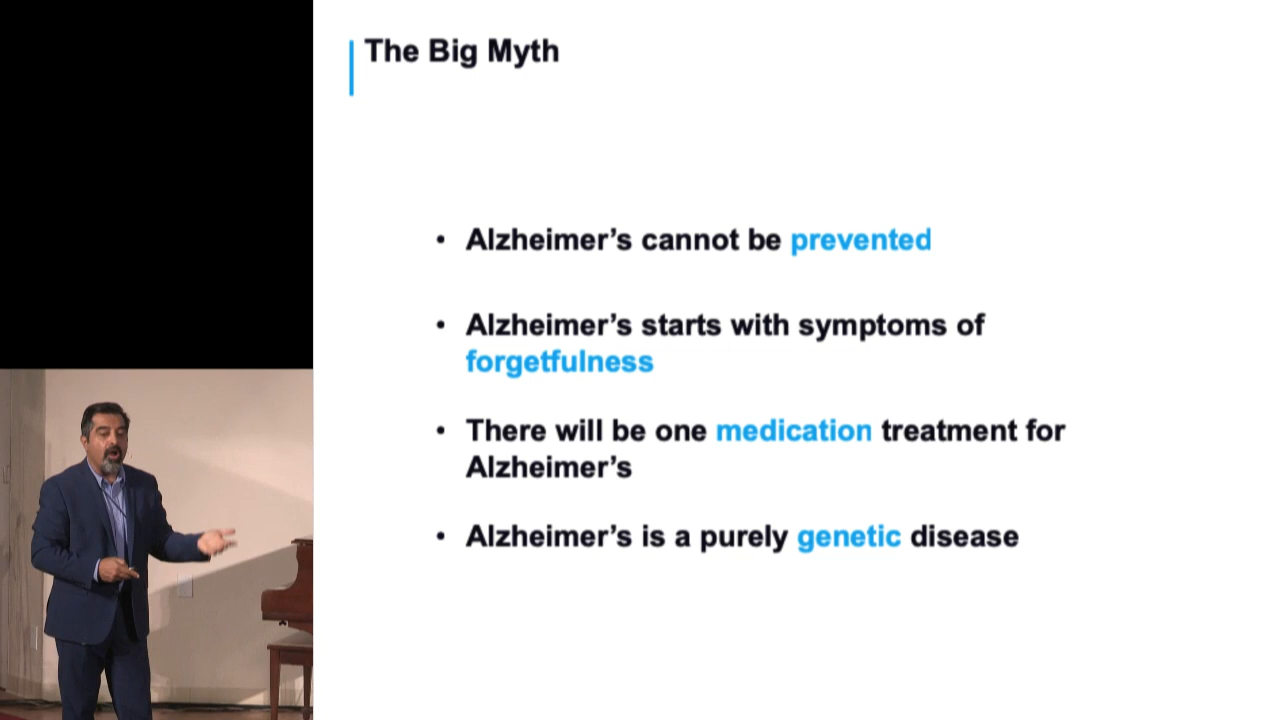 The Big Myth
• Alzheimer’s cannot be prevented
• Alzheimer’s starts with symptoms of
forgetfulness
• There will be one medication treatment for
Alzheimer’s
• Alzheimer’s is a purely genetic disease